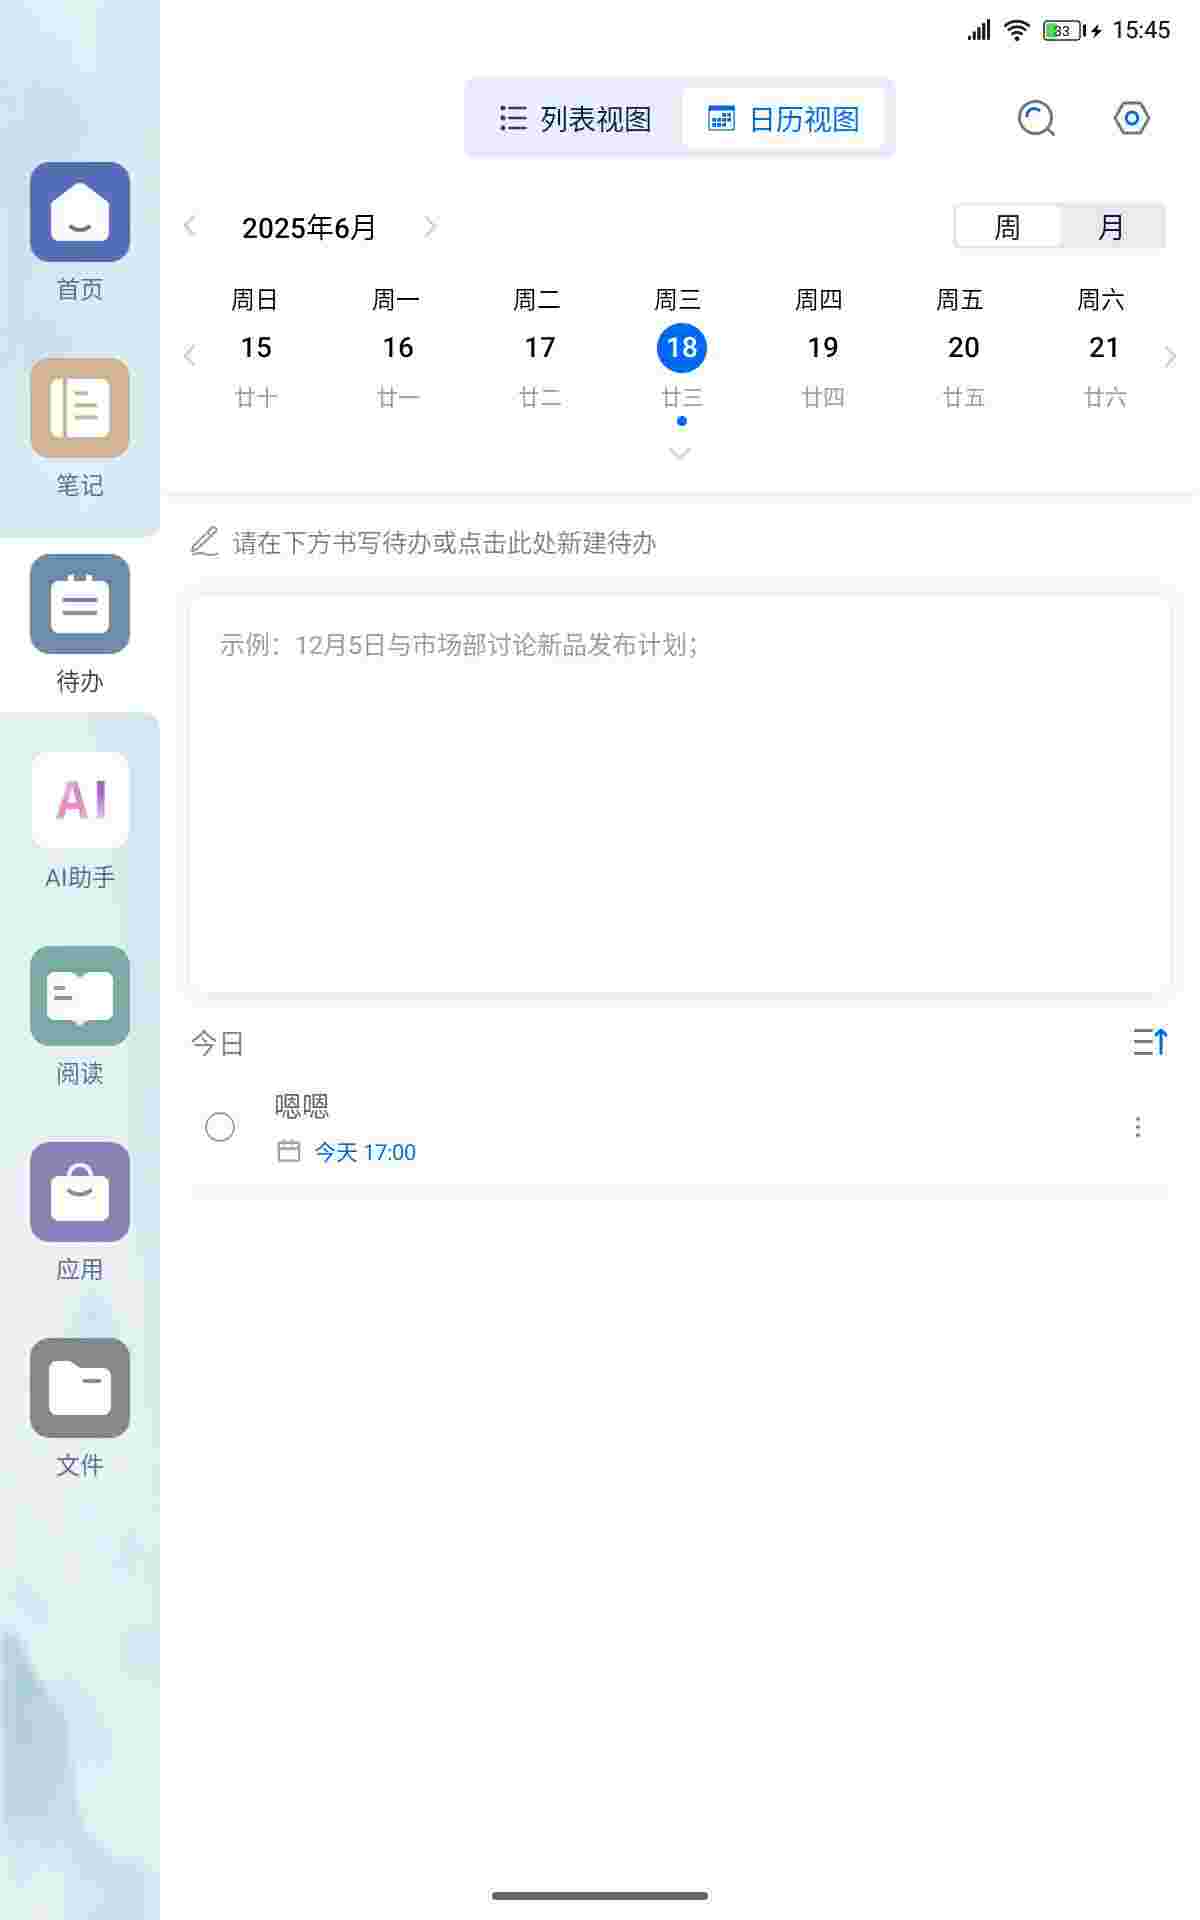 33 15:45
列表视图 日历视图
2025年6月 周 月
周日 周一 周二 周三 周四 周五 周六
15 16 17 18 19 20 21
廿十 廿一 廿二 廿三 廿四 廿五 廿六
请在下方书写待办或点击此处新建待办
示例：12月5日与市场部讨论新品发布计划；
今日
嗯嗯
今天 17:00
首页
笔记
待办
AI
AI助手
阅读
应用
文件